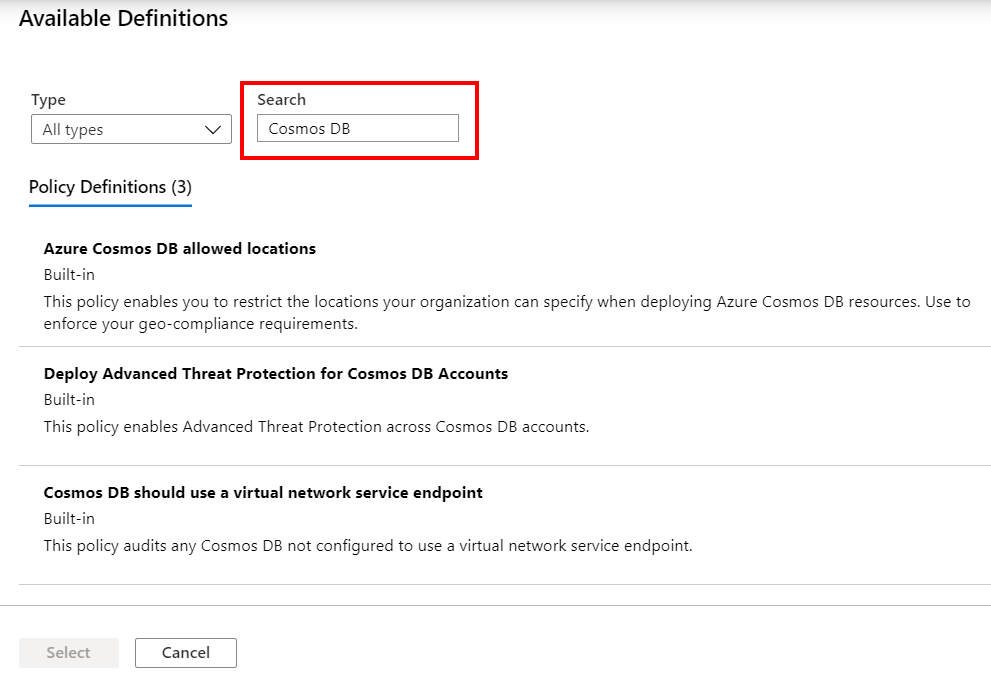 Available Definitions
Type
Search
All types
Cosmos DB
Policy Definitions (3)
Azure Cosmos DB allowed locations
Built-in
This policy enables you to restrict the locations your organization can specify when deploying Azure Cosmos DB resources. Use to
enforce your geo-compliance requirements.
Deploy Advanced Threat Protection for Cosmos DB Accounts
Built-in
This policy enables Advanced Threat Protection across Cosmos DB accounts.
Cosmos DB should use a virtual network service endpoint
Built-in
This policy audits any Cosmos DB not configured to use a virtual network service endpoint.
Select
Cancel